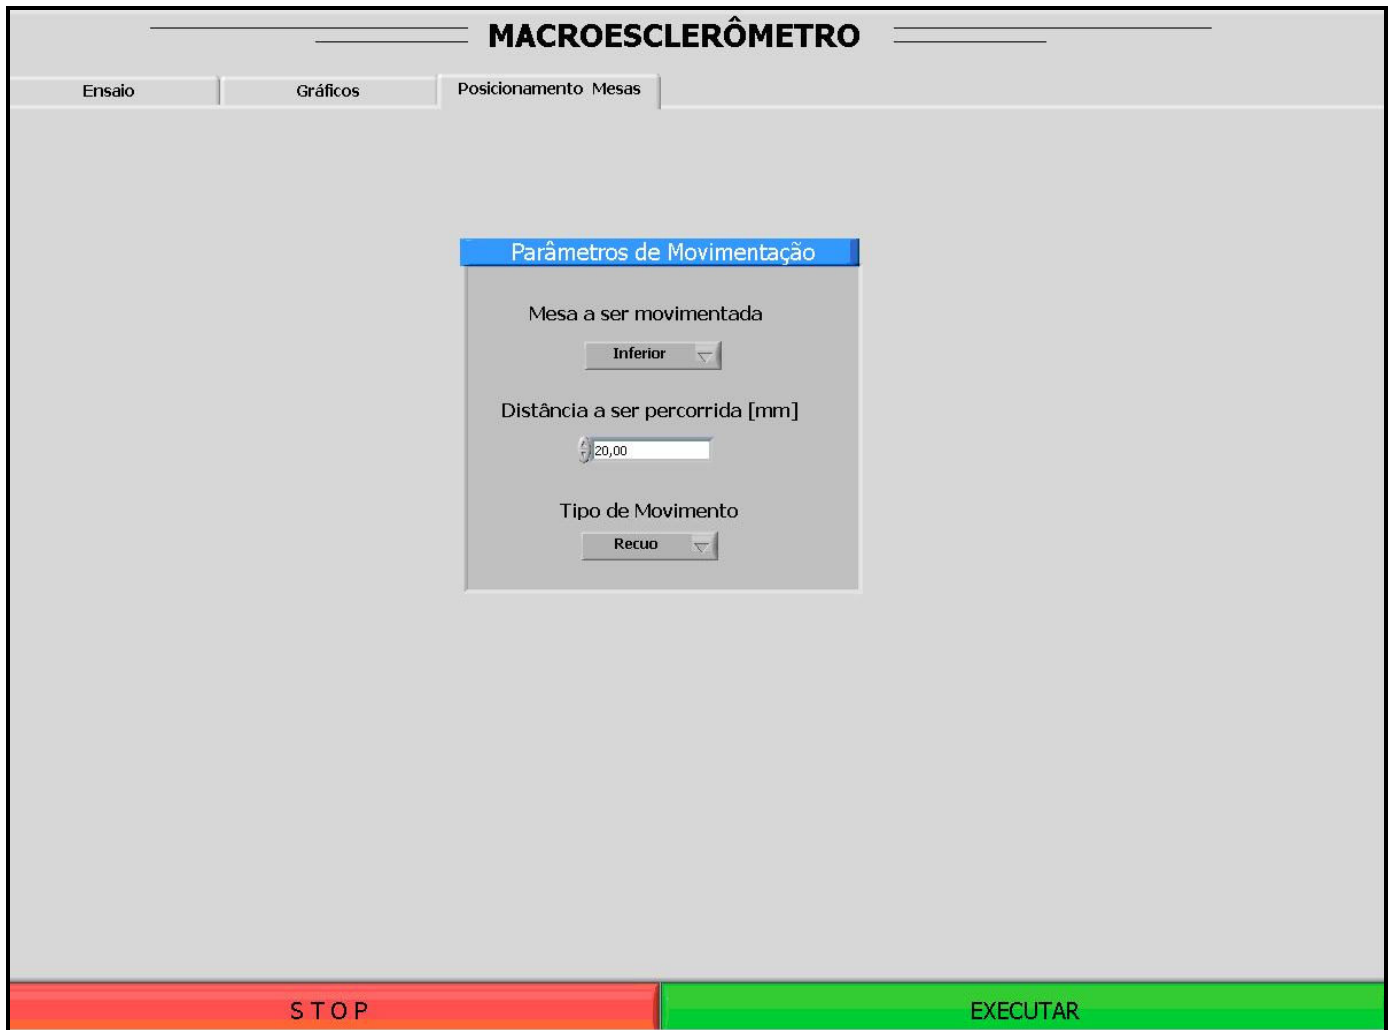 MACROESCLERÔMETRO
Ensaio
Gráficos
Posicionamento Mesas
Parâmetros de Movimentação
Mesa a ser movimentada
Inferior
Distância a ser percorrida [mm]
20,00
Tipo de Movimento
Recuo
S T O P
EXECUTAR